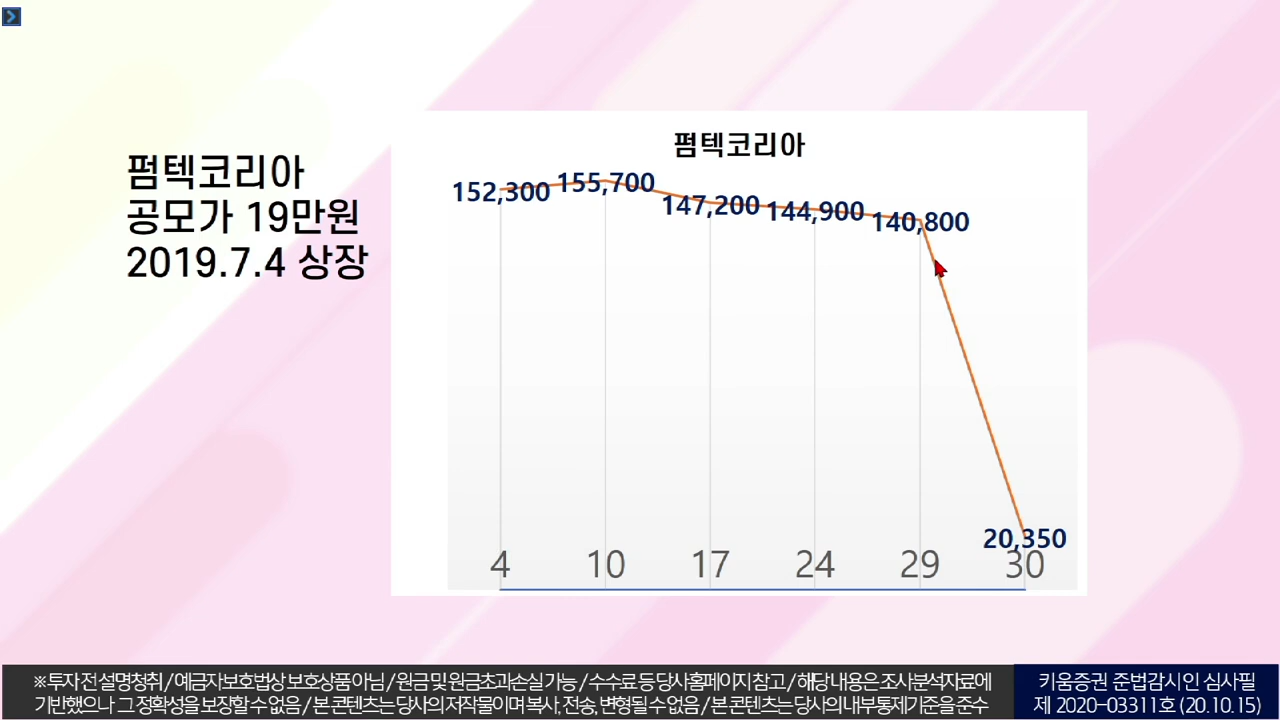 펌텍코리아
공모가 19만원
2019.7.4 상장
펌텍코리아
152,300
155,700
147,200
144,900
140,800
20,350
4
10
17
24
29
30
※투자 전 설명청취 / 예금자보호법상 보호상품 아님 / 원금 및 원금초과손실 가능 / 수수료 등 당사홈페이지 참고 / 해당 내용은 조사분석자료에
기반했으나 그 정확성을 보장할 수 없음 / 본 콘텐츠는 당사의 저작물이며 복사, 전송, 변형될 수 없음 / 본 콘텐츠는 당사의 내부통제기준을 준수
키움증권 준법감시인 심사필
제 2020-03311호 (20.10.15)